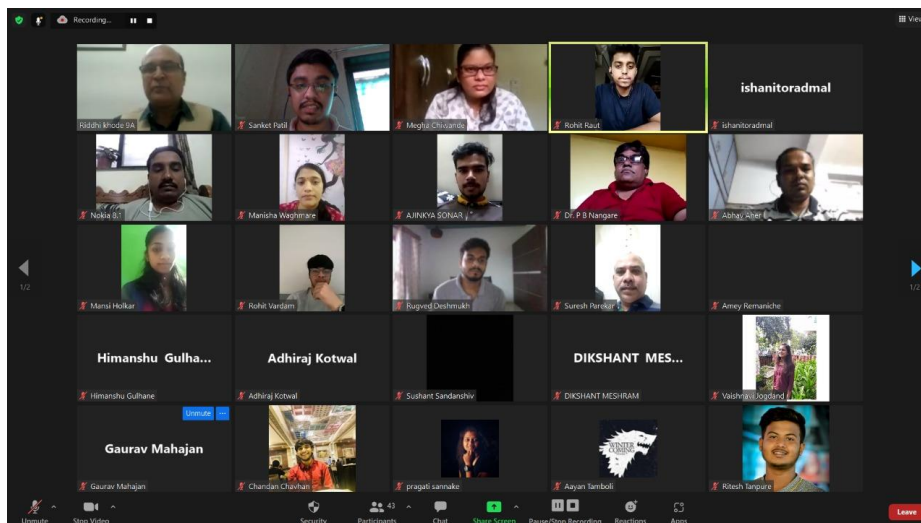 Recording...
View
Riddhi khode 9A
Sanket Patil
Megha Chivande
Rohit Raut
ishanitoradmal
ishanitoradmal
Nokia 8.1
Manisha Waghmare
AJINKYA SONAR
Dr. P B Nangare
Abhay Aher
1/2
1/2
Mansi Holkar
Rohit Vardam
Rugved Deshmukh
Suresh Parekar
Amey Remaniche
Himanshu Gulha...
Adhiraj Kotwal
DIKSHANT MES...
Himanshu Gulhane
Adhiraj Kotwal
Sushant Sandanshiv
DIKSHANT MESHRAM
Vaishnavi Jogdand
Unmute
Gaurav Mahajan
WINTER
COMING
Gaurav Mahajan
Chandan Chavhan
pragati sannake
Aayan Tamboli
Ritesh Tanpure
43
Leave
Unmute
Stop Video
Security
Participants
Chat
Share Screen
Pause/Stop Recording
Reactions
Apps